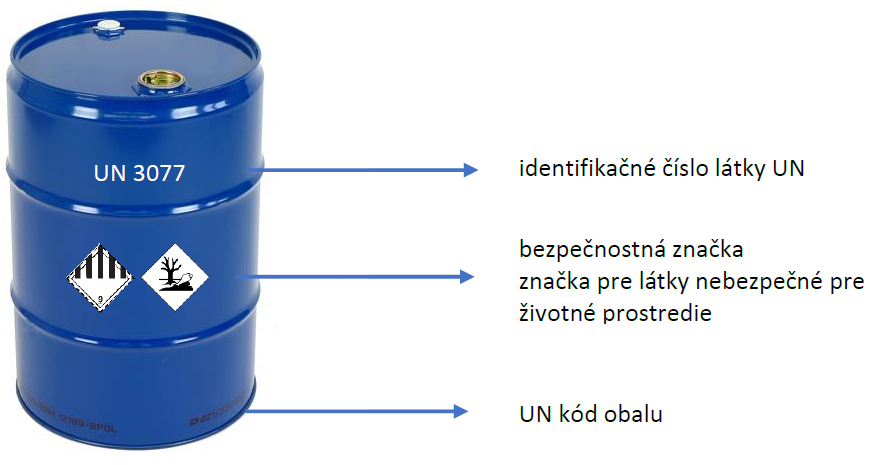 UN 3077
identifikačné číslo látky UN
bezpečnostná značka
značka pre látky nebezpečné pre
životné prostredie
9
UN kód obalu